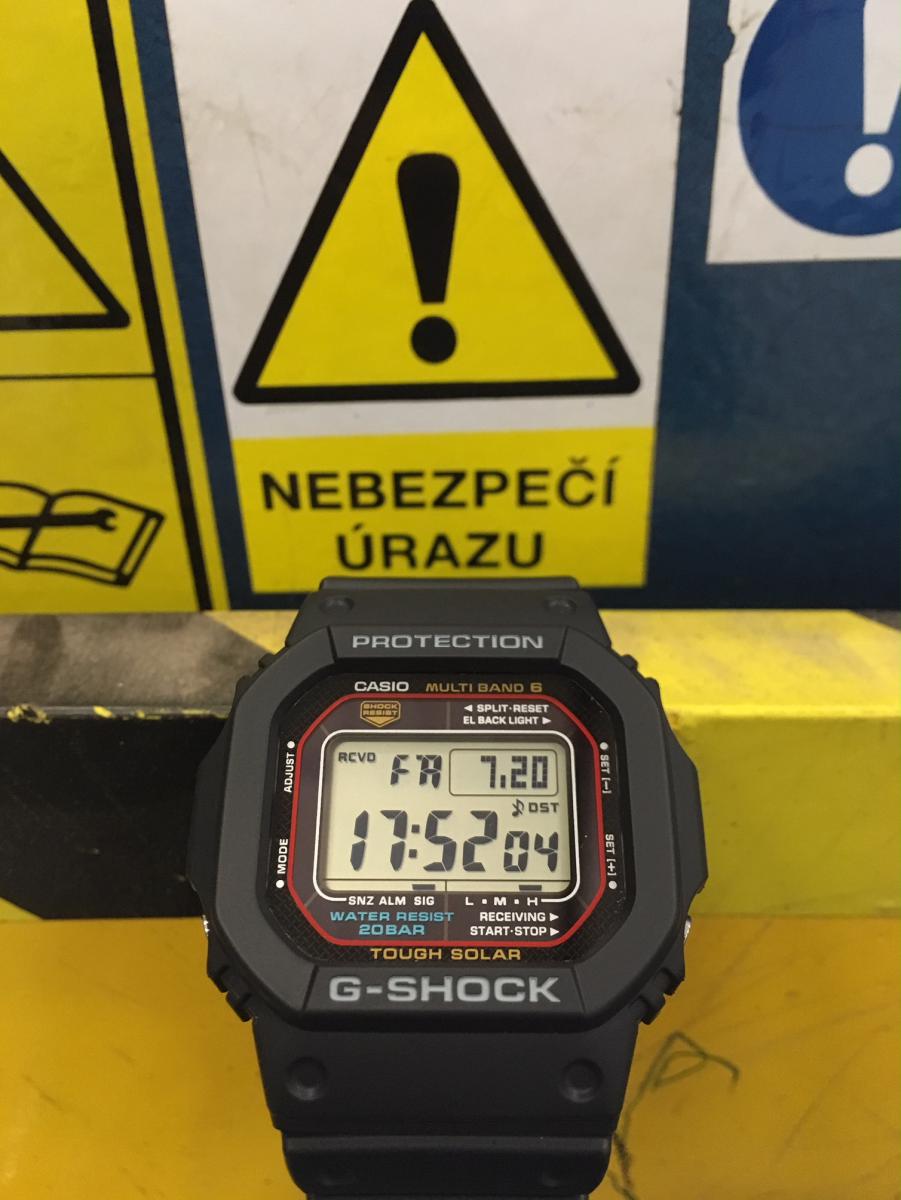 NEBEZPEČÍ
ÚRAZU
PROTECTION
CASIO MULTI BAND 6
SHOCK
RESIST
◄ SPLIT·RESET
EL BACK LIGHT ►
ADJUST
SET [−]
RCVD FR 7.20
DST
17:52 04
MODE
SET [+]
SNZ ALM SIG L • M • H
WATER RESIST
20BAR
RECEIVING ►
START·STOP ►
TOUGH SOLAR
G-SHOCK